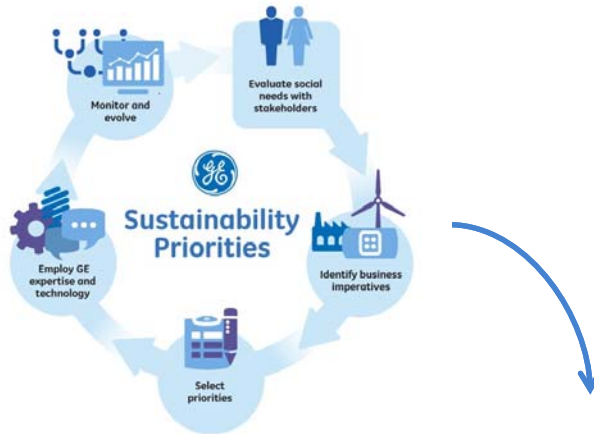 Monitor and
evolve
Evaluate social
needs with
stakeholders
GE
Sustainability
Priorities
Employ GE
expertise and
technology
Identify business
imperatives
Select
priorities